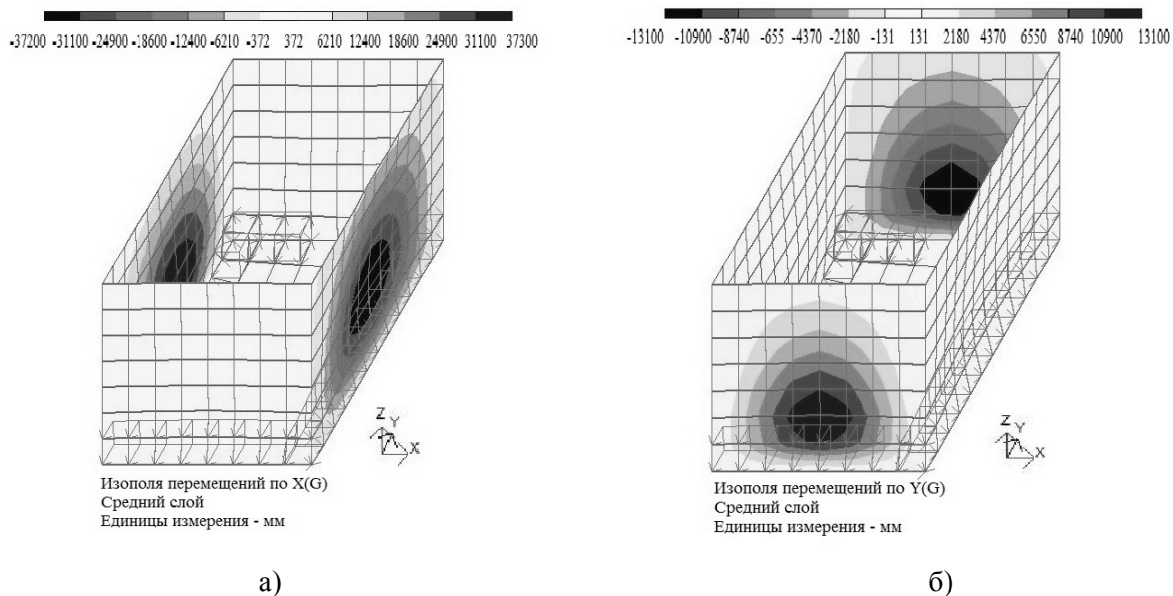 -37200 -31100 -24900 -18600 -12400 -6210 -372 372 6210 12400 18600 24900 31100 37300
Z Y
X
Изополя перемещений по X(G)
Средний слой
Единицы измерения - мм
а)
-13100 -10900 -8740 -655 -4370 -2180 -131 131 2180 4370 6550 8740 10900 13100
Z Y
X
Изополя перемещений по Y(G)
Средний слой
Единицы измерения - мм
б)